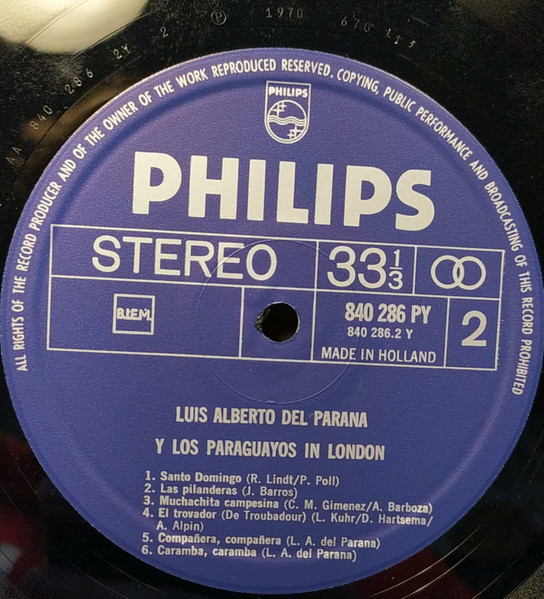 AA 840 286 2Y 2 Ⓟ 1970 670 113
ALL RIGHTS OF THE RECORD PRODUCER AND OF THE OWNER OF THE WORK REPRODUCED RESERVED. COPYING, PUBLIC PERFORMANCE AND BROADCASTING OF THIS RECORD PROHIBITED
PHILIPS
PHILIPS
STEREO 33⅓
B.I.E.M.
840 286 PY
840 286.2 Y
MADE IN HOLLAND
2
LUIS ALBERTO DEL PARANA
Y LOS PARAGUAYOS IN LONDON
1. Santo Domingo (R. Lindt/P. Poll)
2. Las pilanderas (J. Barros)
3. Muchachita campesina (C. M. Gimenez/A. Barboza)
4. El trovador (De Troubadour) (L. Kuhr/D. Hartsema/
A. Alpin)
5. Compañera, compañera (L. A. del Parana)
6. Caramba, caramba (L. A. del Parana)